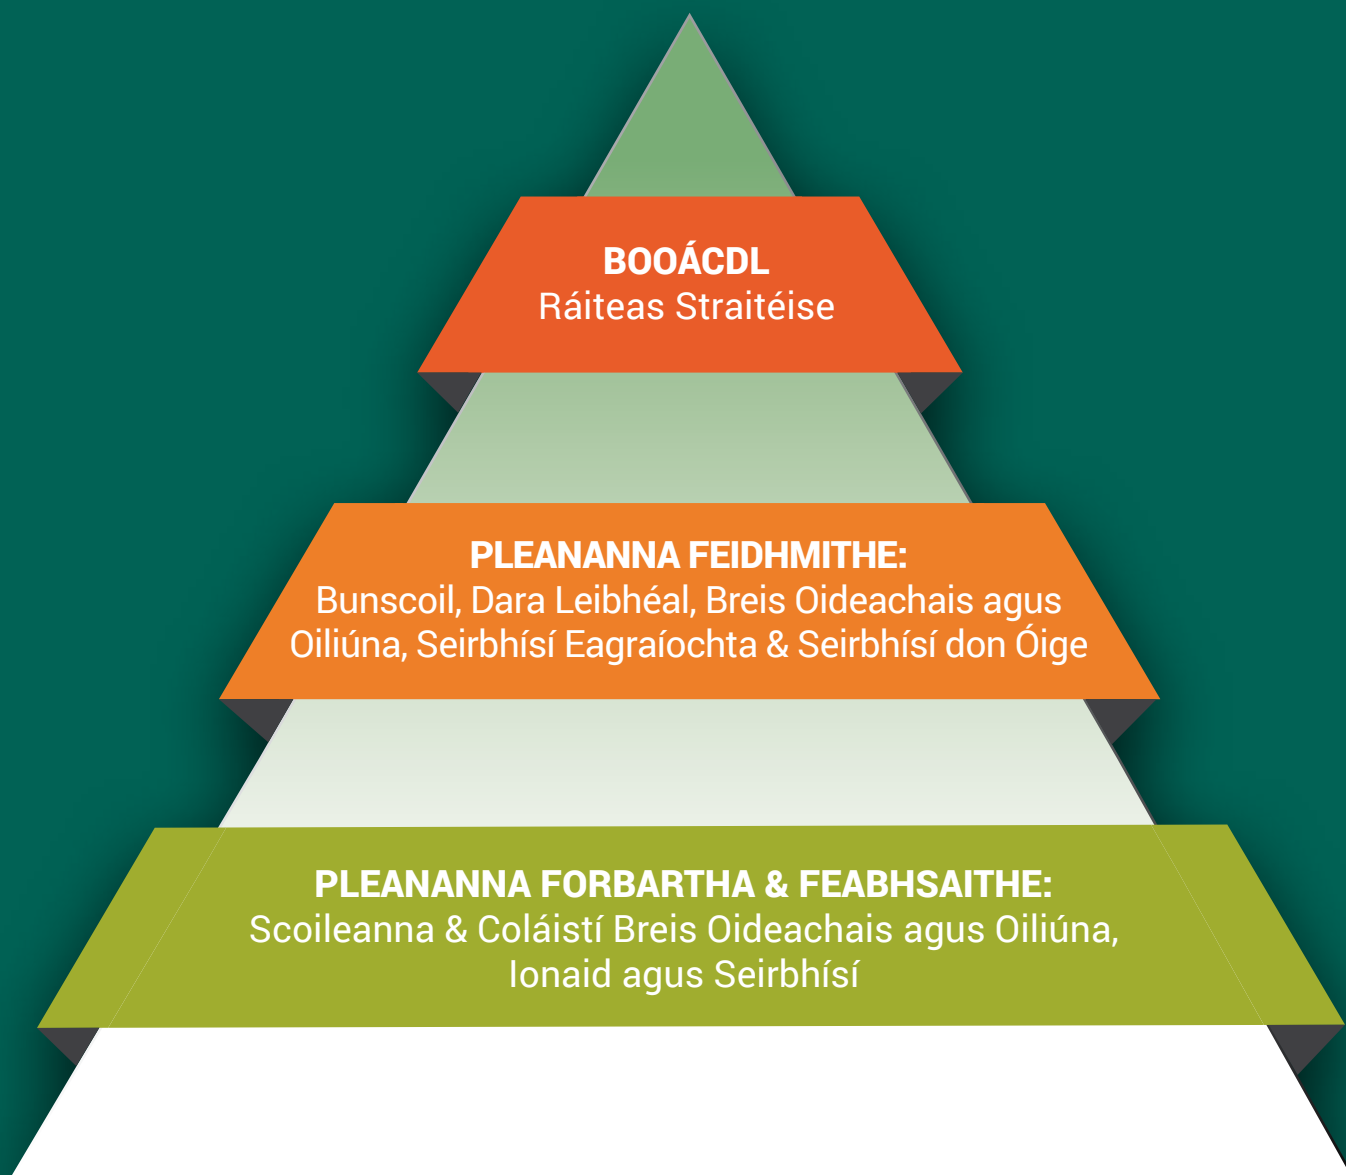 BOOÁCDL
Ráiteas Straitéise
PLEANANNA FEIDHMITHE:
Bunscoil, Dara Leibhéal, Breis Oideachais agus
Oiliúna, Seirbhísí Eagraíochta & Seirbhísí don Óige
PLEANANNA FORBARTHA & FEABHSAITHE:
Scoileanna & Coláistí Breis Oideachais agus Oiliúna,
Ionaid agus Seirbhísí